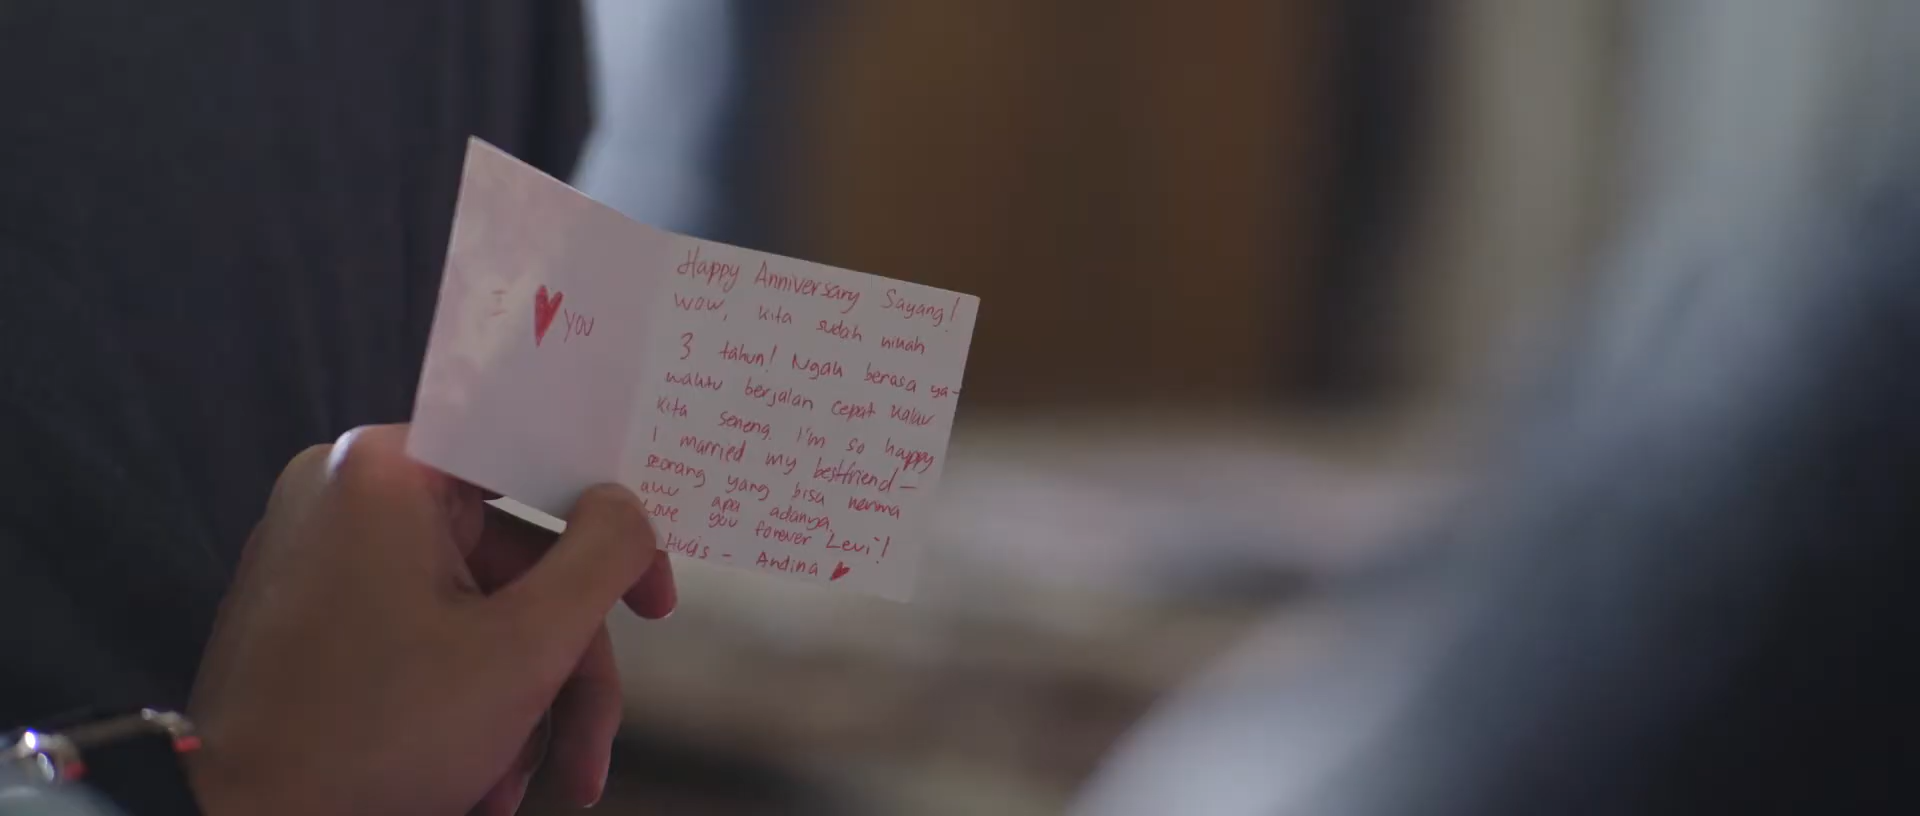 I ♥ YOU
Happy Anniversary Sayang!
Wow, kita sudah nikah
3 tahun! Ngak berasa ya-
waktu berjalan cepat kalau
kita seneng. I'm so happy
I married my bestfriend—
seorang yang bisa nerima
aku apa adanya.
Love you forever Levi!
Hugs - Andina ♥